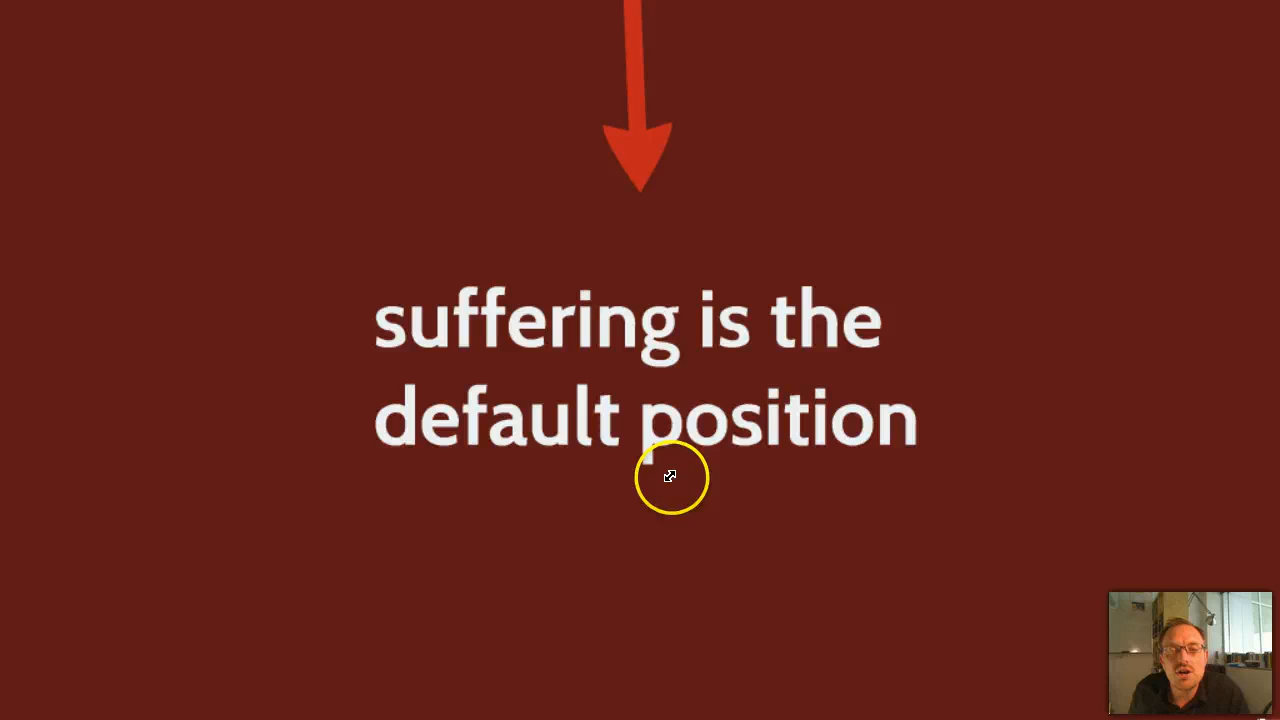 suffering is the
default position